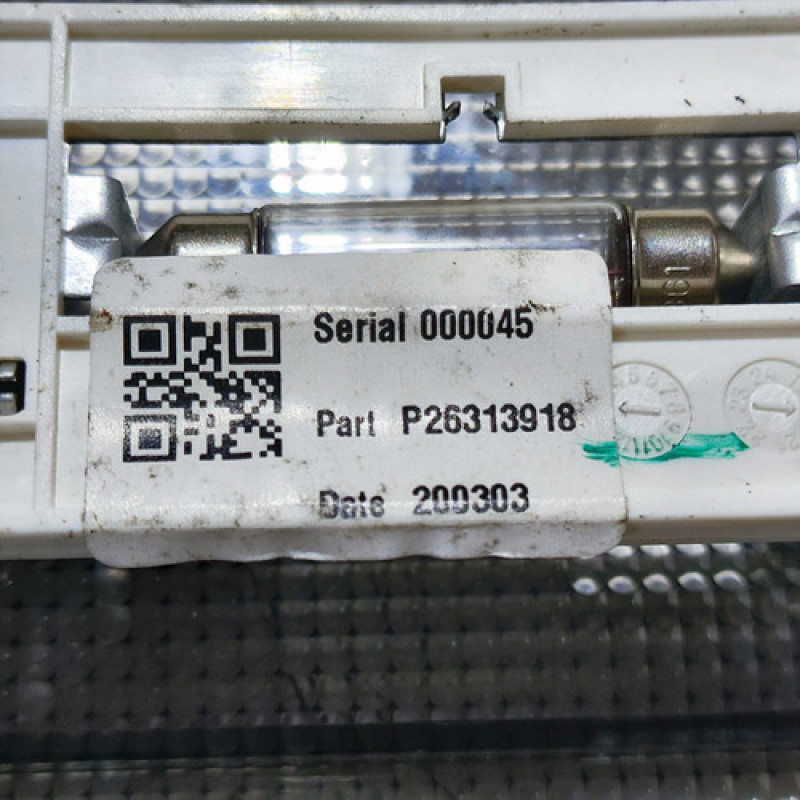 Serial 000045
Part P26313918
Date 200303